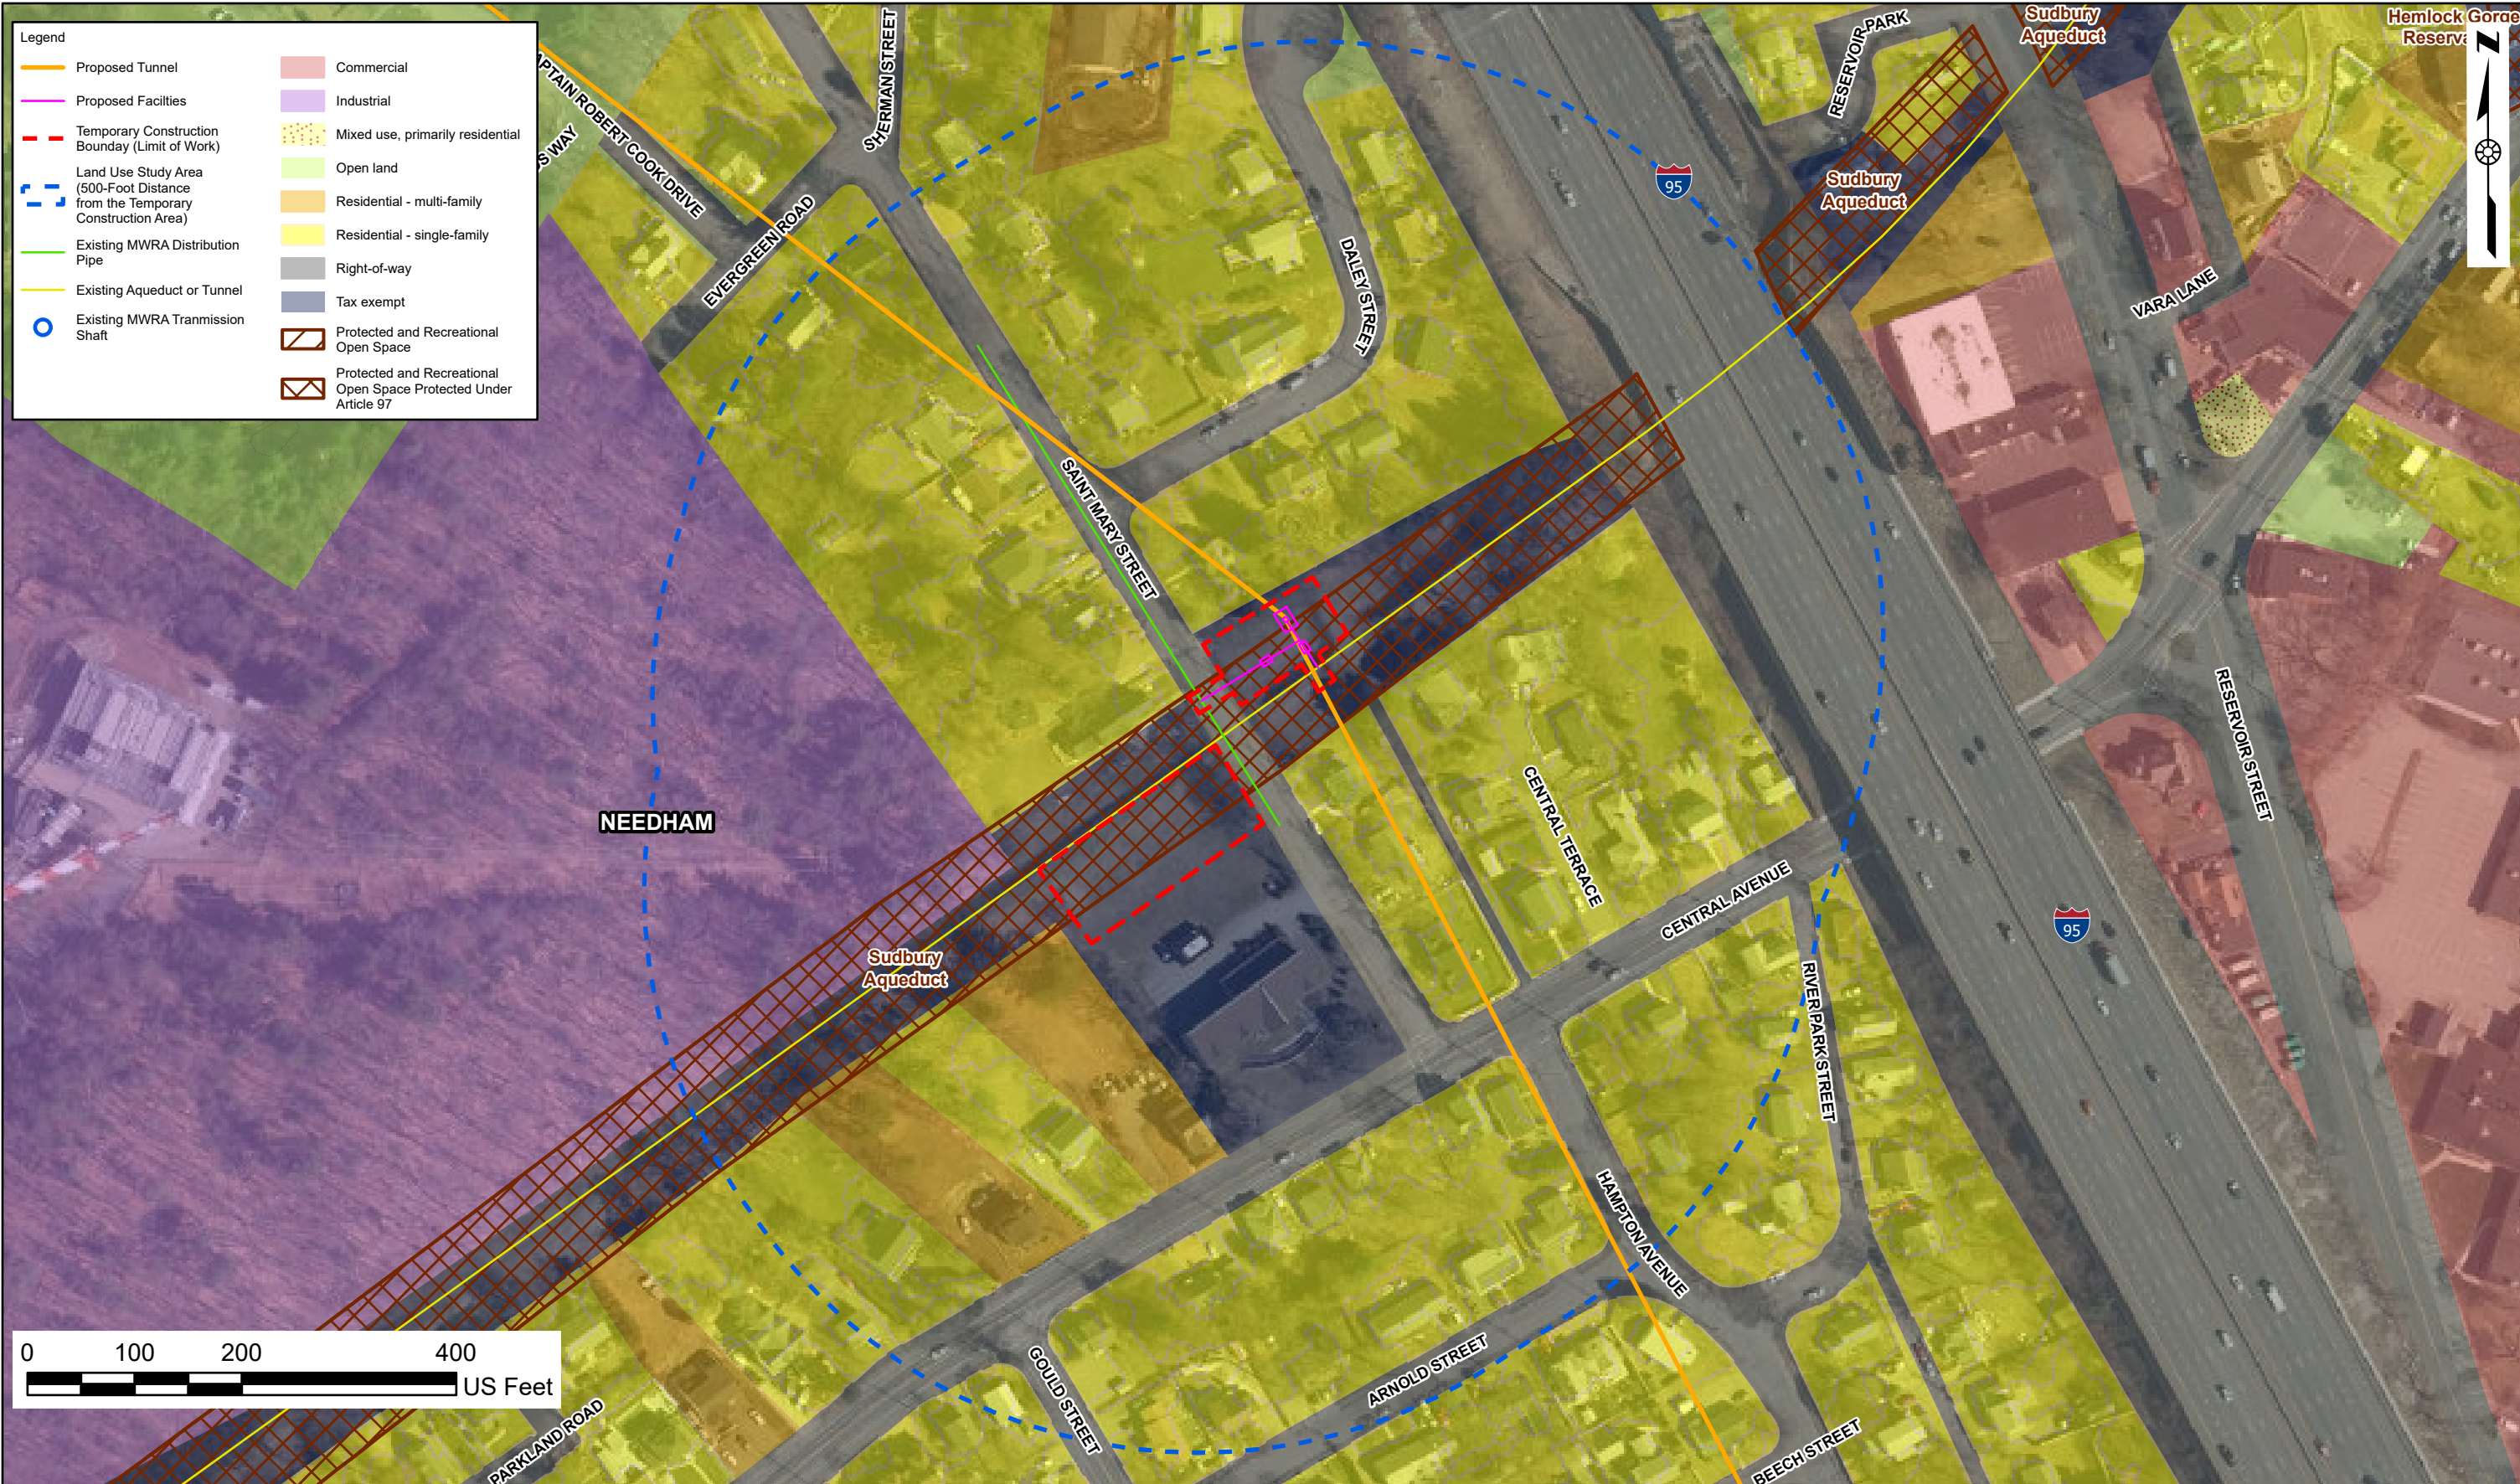 Legend
Proposed Tunnel
Proposed Facilties
Temporary Construction
Bounday (Limit of Work)
Land Use Study Area
(500-Foot Distance
from the Temporary
Construction Area)
Existing MWRA Distribution
Pipe
Existing Aqueduct or Tunnel
Existing MWRA Tranmission
Shaft
Commercial
Industrial
Mixed use, primarily residential
Open land
Residential - multi-family
Residential - single-family
Right-of-way
Tax exempt
Protected and Recreational
Open Space
Protected and Recreational
Open Space Protected Under
Article 97
APTAIN ROBERT COOK DRIVE
S WAY
SHERMAN STREET
EVERGREEN ROAD
DALEY STREET
SAINT MARY STREET
95
RESERVOIR PARK
Sudbury
Aqueduct
Sudbury
Aqueduct
Hemlock Gorge
Reserva
N
VARA LANE
RESERVOIR STREET
NEEDHAM
CENTRAL TERRACE
CENTRAL AVENUE
95
Sudbury
Aqueduct
RIVER PARK STREET
HAMPTON AVENUE
GOULD STREET
ARNOLD STREET
BEECH STREET
PARKLAND ROAD
0 100 200 400
US Feet